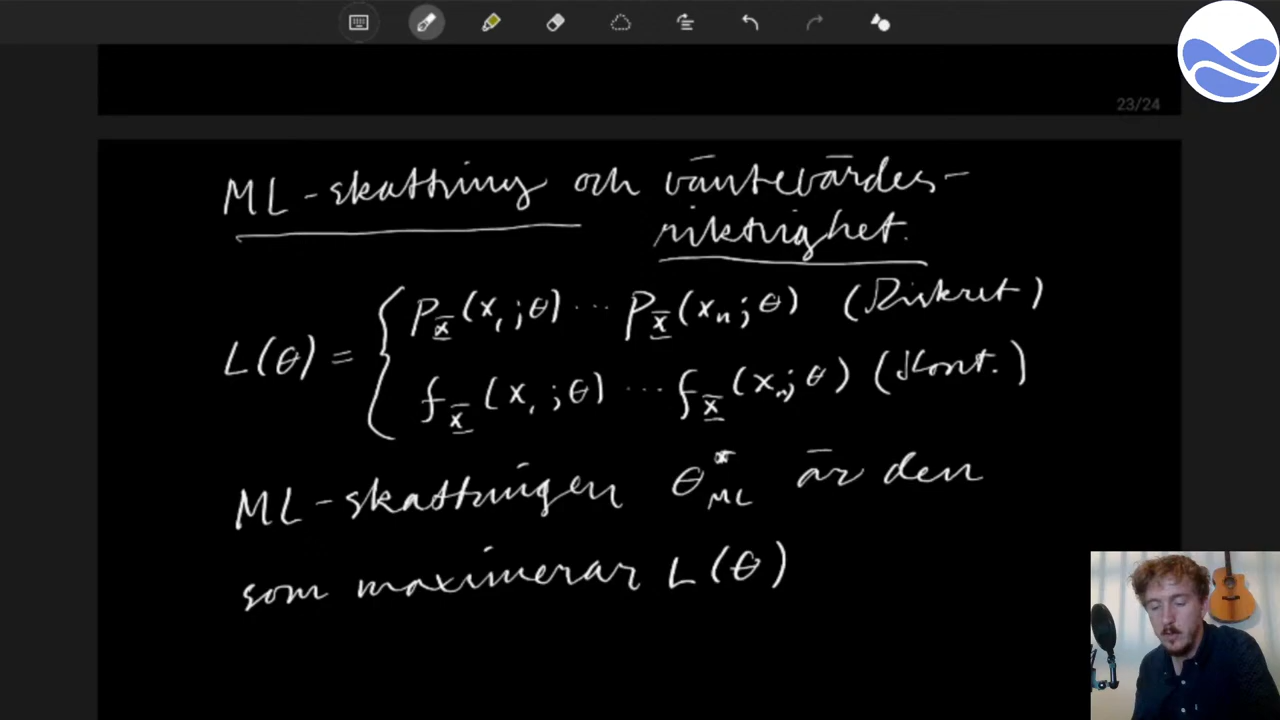 23/24
ML-skattning och väntevärdes-
riktighet.
L(θ) = { p_X(x₁;θ) ··· p_X(xₙ;θ) (Diskret)
f_X(x₁;θ) ··· f_X(xₙ;θ) (Kont.)
ML-skattningen θ*_ML är den
som maximerar L(θ)